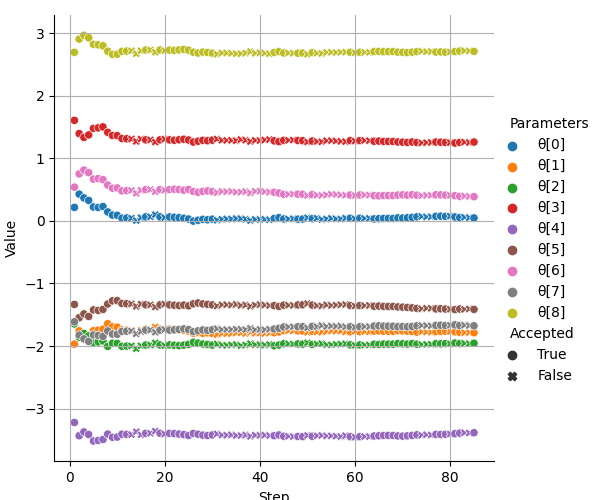 3
2
1
0
−1
−2
−3
Value
0
20
40
60
80
Step
Parameters
θ[0]
θ[1]
θ[2]
θ[3]
θ[4]
θ[5]
θ[6]
θ[7]
θ[8]
Accepted
True
False